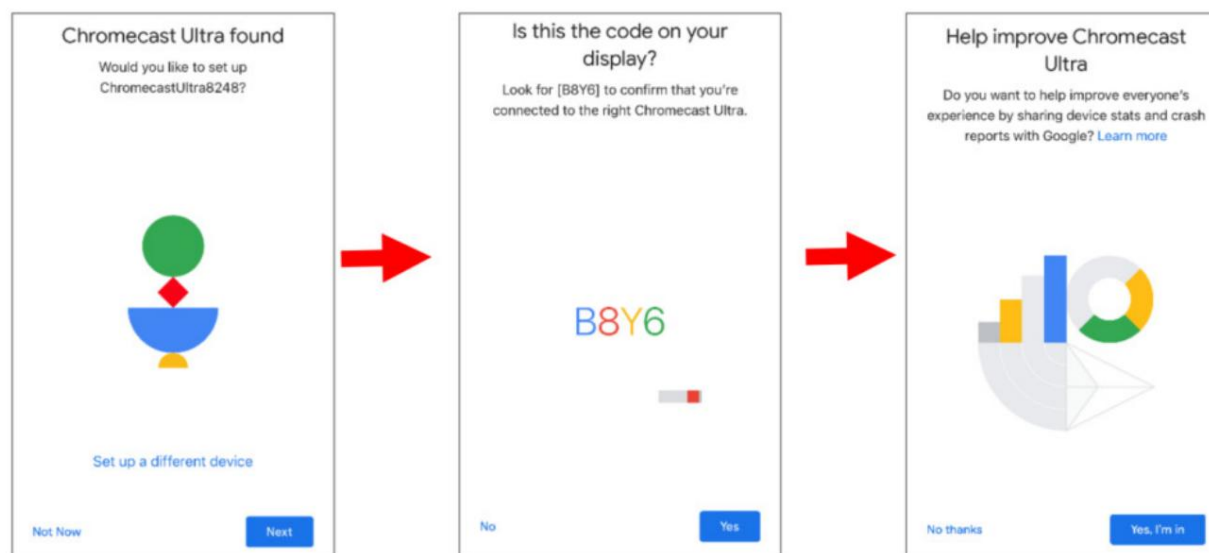 Chromecast Ultra found
Would you like to set up
ChromecastUltra8248?
Set up a different device
Not Now
Next
Is this the code on your
display?
Look for [B8Y6] to confirm that you're
connected to the right Chromecast Ultra.
B8Y6
No
Yes
Help improve Chromecast
Ultra
Do you want to help improve everyone's
experience by sharing device stats and crash
reports with Google? Learn more
No thanks
Yes, I'm in